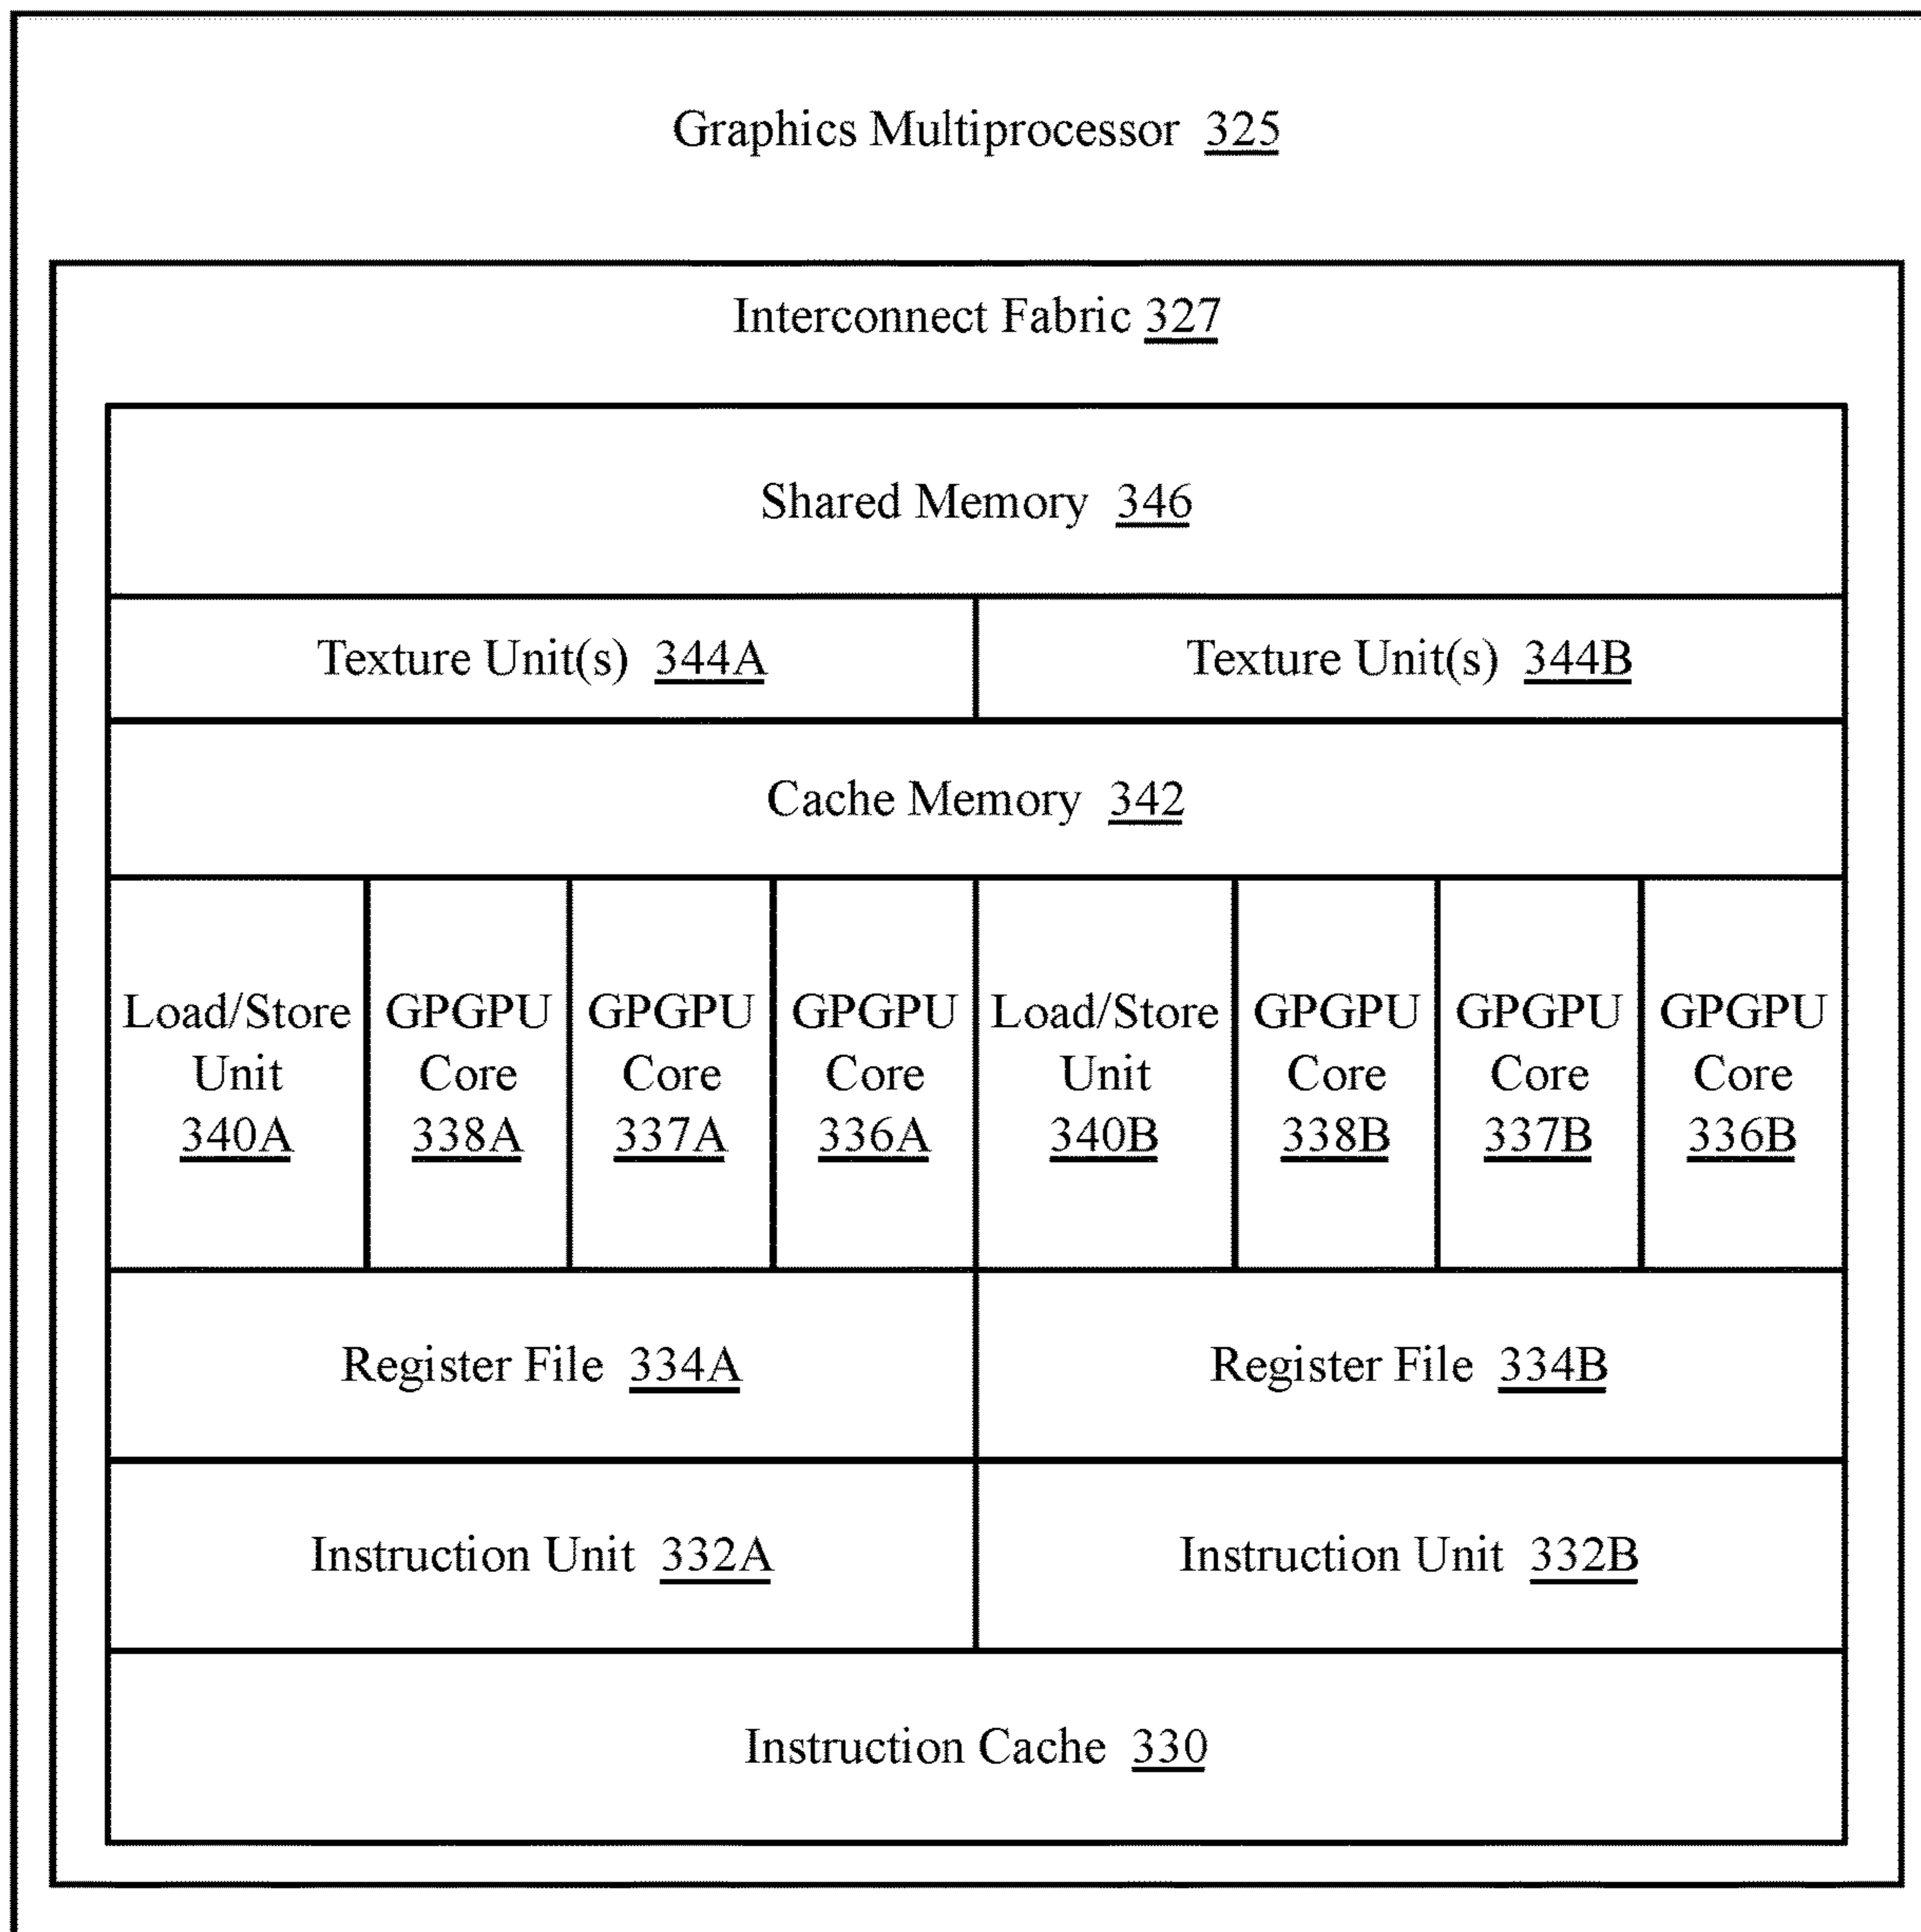 Graphics Multiprocessor 325
Interconnect Fabric 327
Shared Memory 346
Texture Unit(s) 344A
Texture Unit(s) 344B
Cache Memory 342
Load/Store
Unit
340A
GPGPU
Core
338A
GPGPU
Core
337A
GPGPU
Core
336A
Load/Store
Unit
340B
GPGPU
Core
338B
GPGPU
Core
337B
GPGPU
Core
336B
Register File 334A
Register File 334B
Instruction Unit 332A
Instruction Unit 332B
Instruction Cache 330